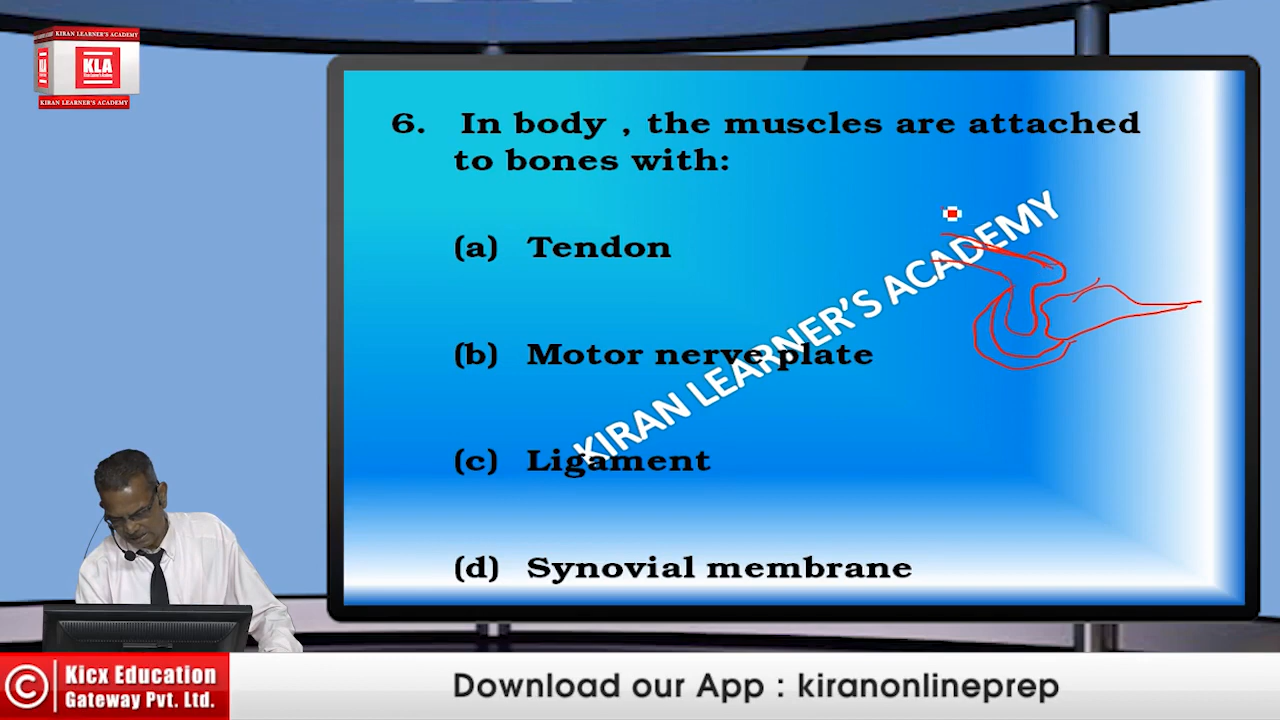 KIRAN LEARNER'S ACADEMY
KLA
KIRAN LEARNER'S ACADEMY
6. In body , the muscles are attached
to bones with:
(a) Tendon
(b) Motor nerve plate
(c) Ligament
(d) Synovial membrane
KIRAN LEARNER'S ACADEMY
© Kicx Education
Gateway Pvt. Ltd.
Download our App : kiranonlineprep